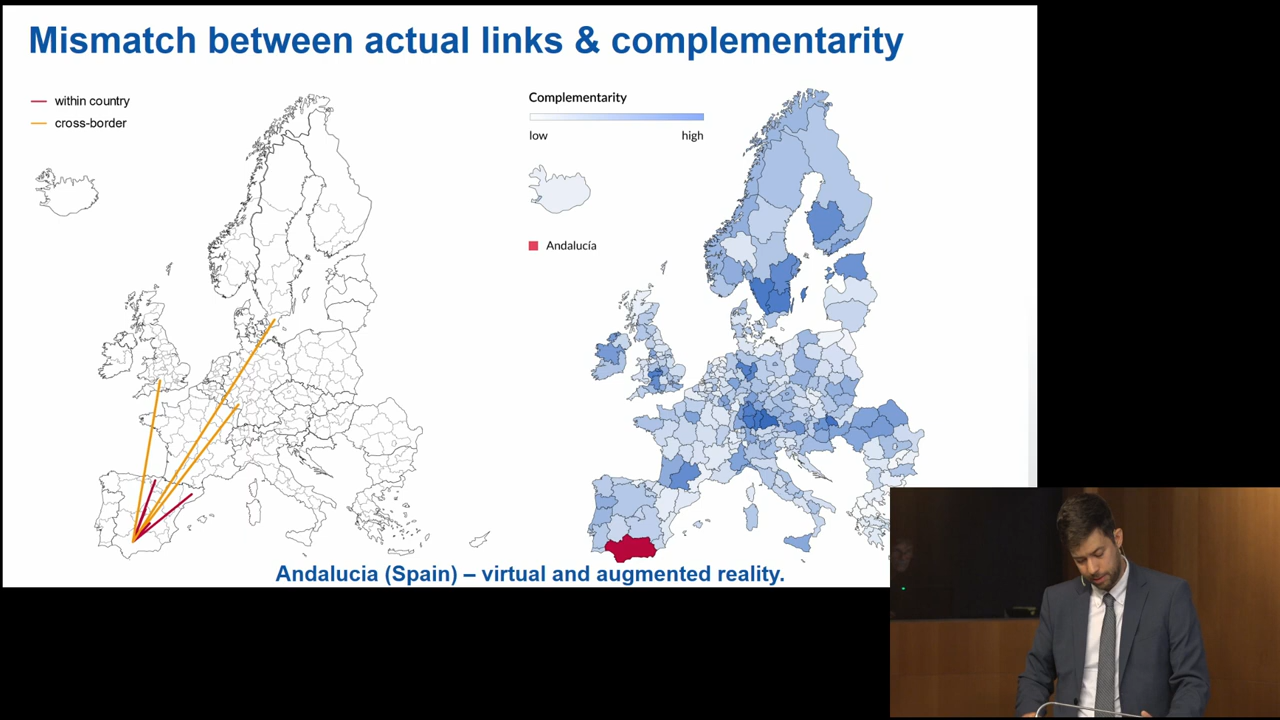 Mismatch between actual links & complementarity
within country
cross-border
Complementarity
low high
Andalucía
Andalucia (Spain) – virtual and augmented reality.